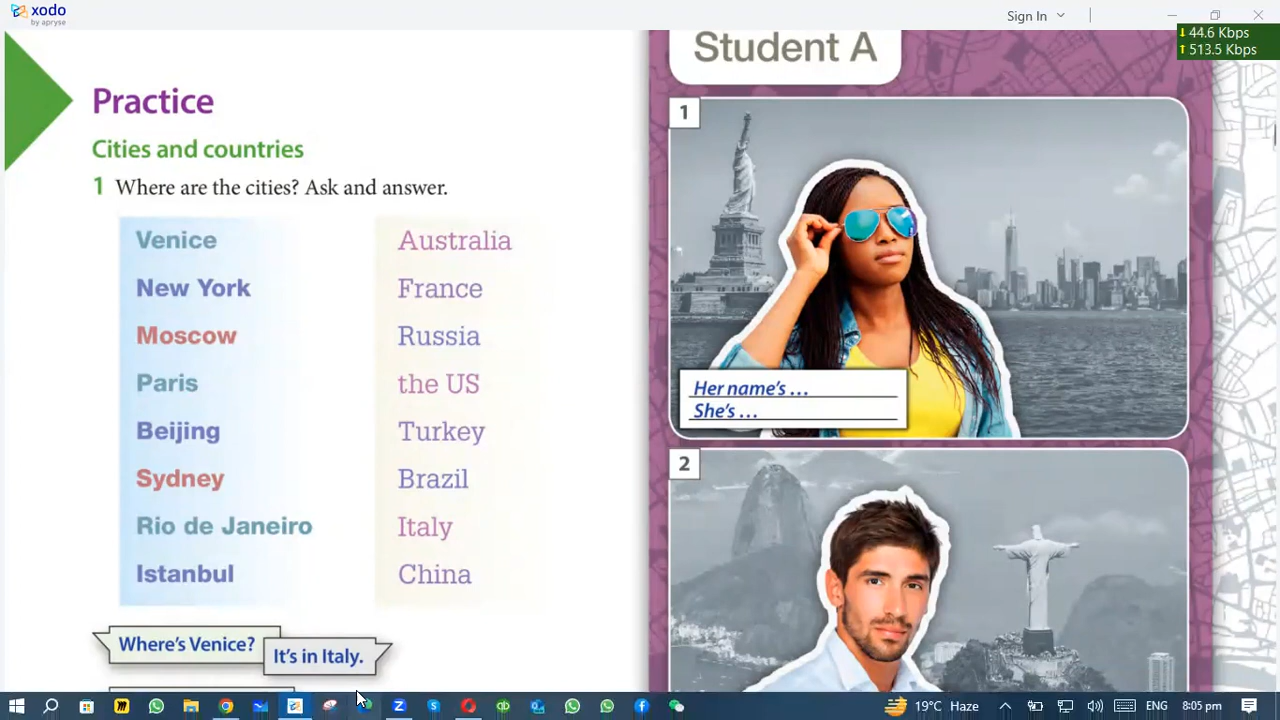 xodo
by apryse
Sign In
↓ 44.6 Kbps
↑ 513.5 Kbps
Practice
Cities and countries
1 Where are the cities? Ask and answer.
Venice Australia
New York France
Moscow Russia
Paris the US
Beijing Turkey
Sydney Brazil
Rio de Janeiro Italy
Istanbul China
Where's Venice?
It's in Italy.
Student A
1
Her name's ...
She's ...
2
19°C Haze
ENG
8:05 pm